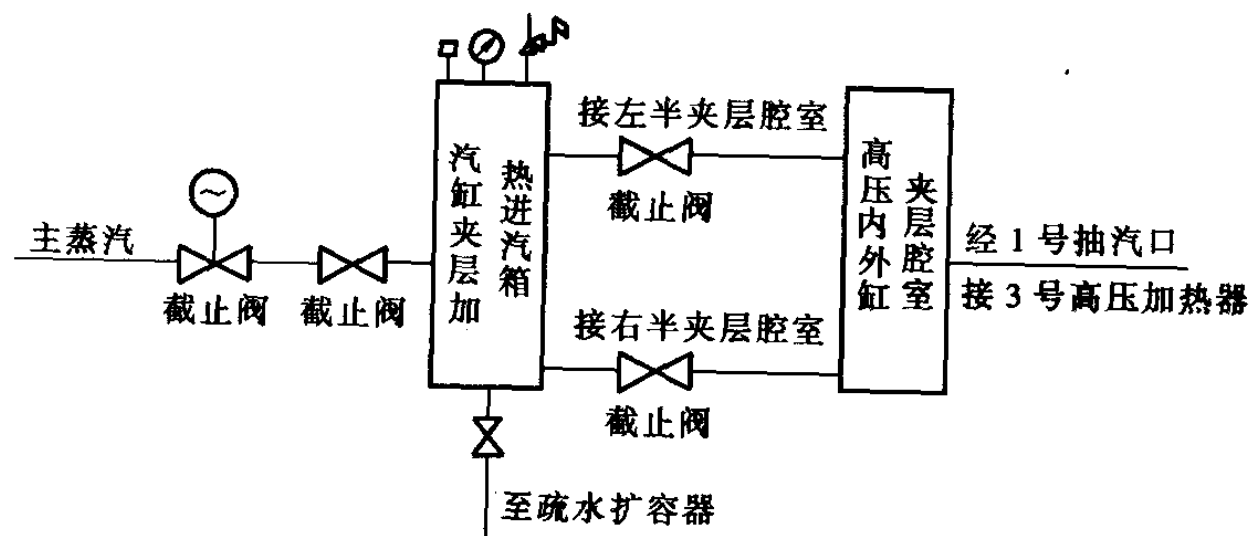 接左半夹层腔室
截止阀
主蒸汽
截止阀
截止阀
汽缸夹层加
热进汽箱
高压内外缸
夹层腔室
经1号抽汽口
接3号高压加热器
接右半夹层腔室
截止阀
至疏水扩容器